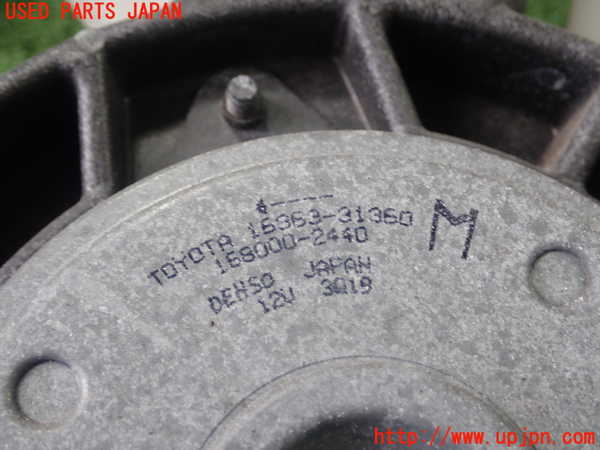 USED PARTS JAPAN
TOYOTA 16363-31360
168000-2440
M
DENSO JAPAN
12V 3Q19
http://www.upjpn.com/